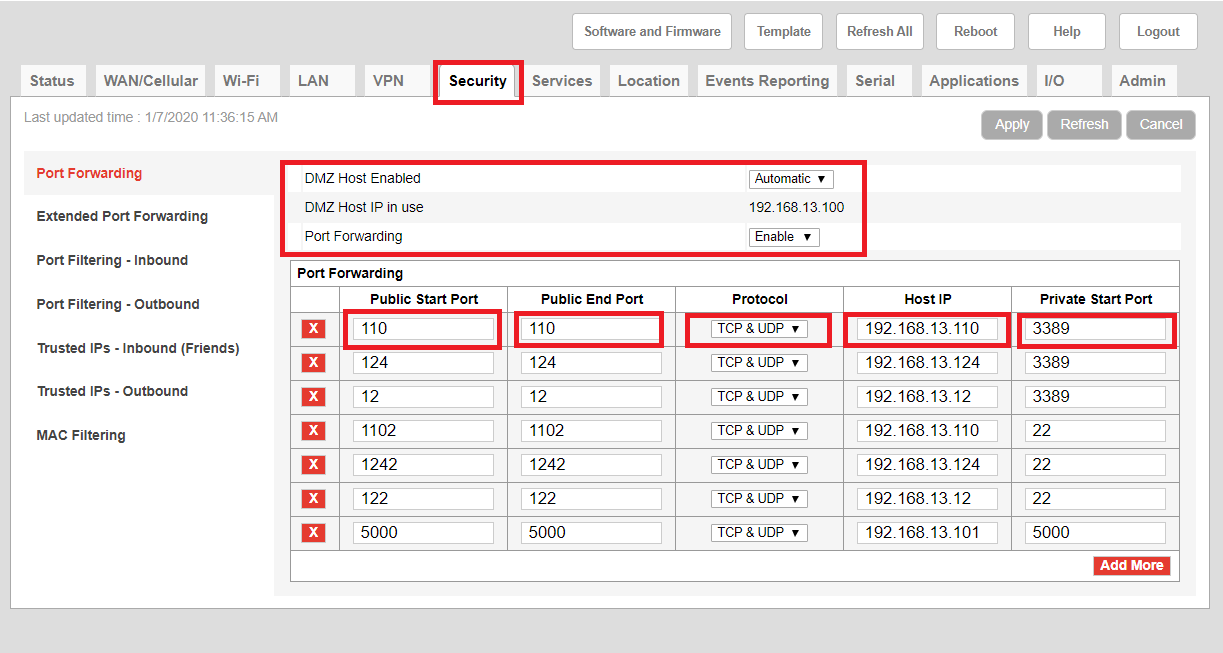 Software and Firmware Template Refresh All Reboot Help Logout
Status WAN/Cellular Wi-Fi LAN VPN Security Services Location Events Reporting Serial Applications I/O Admin
Last updated time : 1/7/2020 11:36:15 AM
Apply Refresh Cancel
Port Forwarding
Extended Port Forwarding
Port Filtering - Inbound
Port Filtering - Outbound
Trusted IPs - Inbound (Friends)
Trusted IPs - Outbound
MAC Filtering
DMZ Host Enabled Automatic ▼
DMZ Host IP in use 192.168.13.100
Port Forwarding Enable ▼
Port Forwarding
Public Start Port Public End Port Protocol Host IP Private Start Port
X 110 110 TCP & UDP ▼ 192.168.13.110 3389
X 124 124 TCP & UDP ▼ 192.168.13.124 3389
X 12 12 TCP & UDP ▼ 192.168.13.12 3389
X 1102 1102 TCP & UDP ▼ 192.168.13.110 22
X 1242 1242 TCP & UDP ▼ 192.168.13.124 22
X 122 122 TCP & UDP ▼ 192.168.13.12 22
X 5000 5000 TCP & UDP ▼ 192.168.13.101 5000
Add More